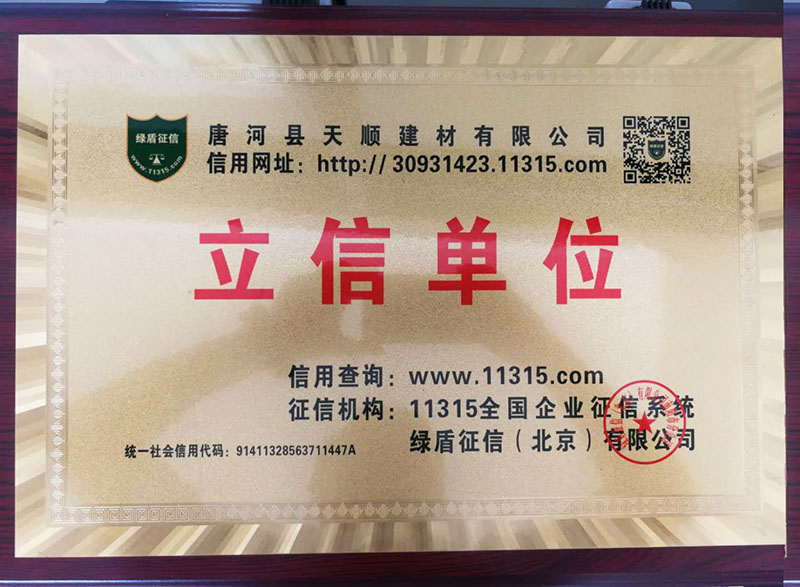 绿盾征信
www.11315.com
唐河县天顺建材有限公司
信用网址：http://30931423.11315.com
立信单位
信用查询：www.11315.com
征信机构：11315全国企业征信系统
绿盾征信（北京）有限公司
统一社会信用代码：91411328563711447A